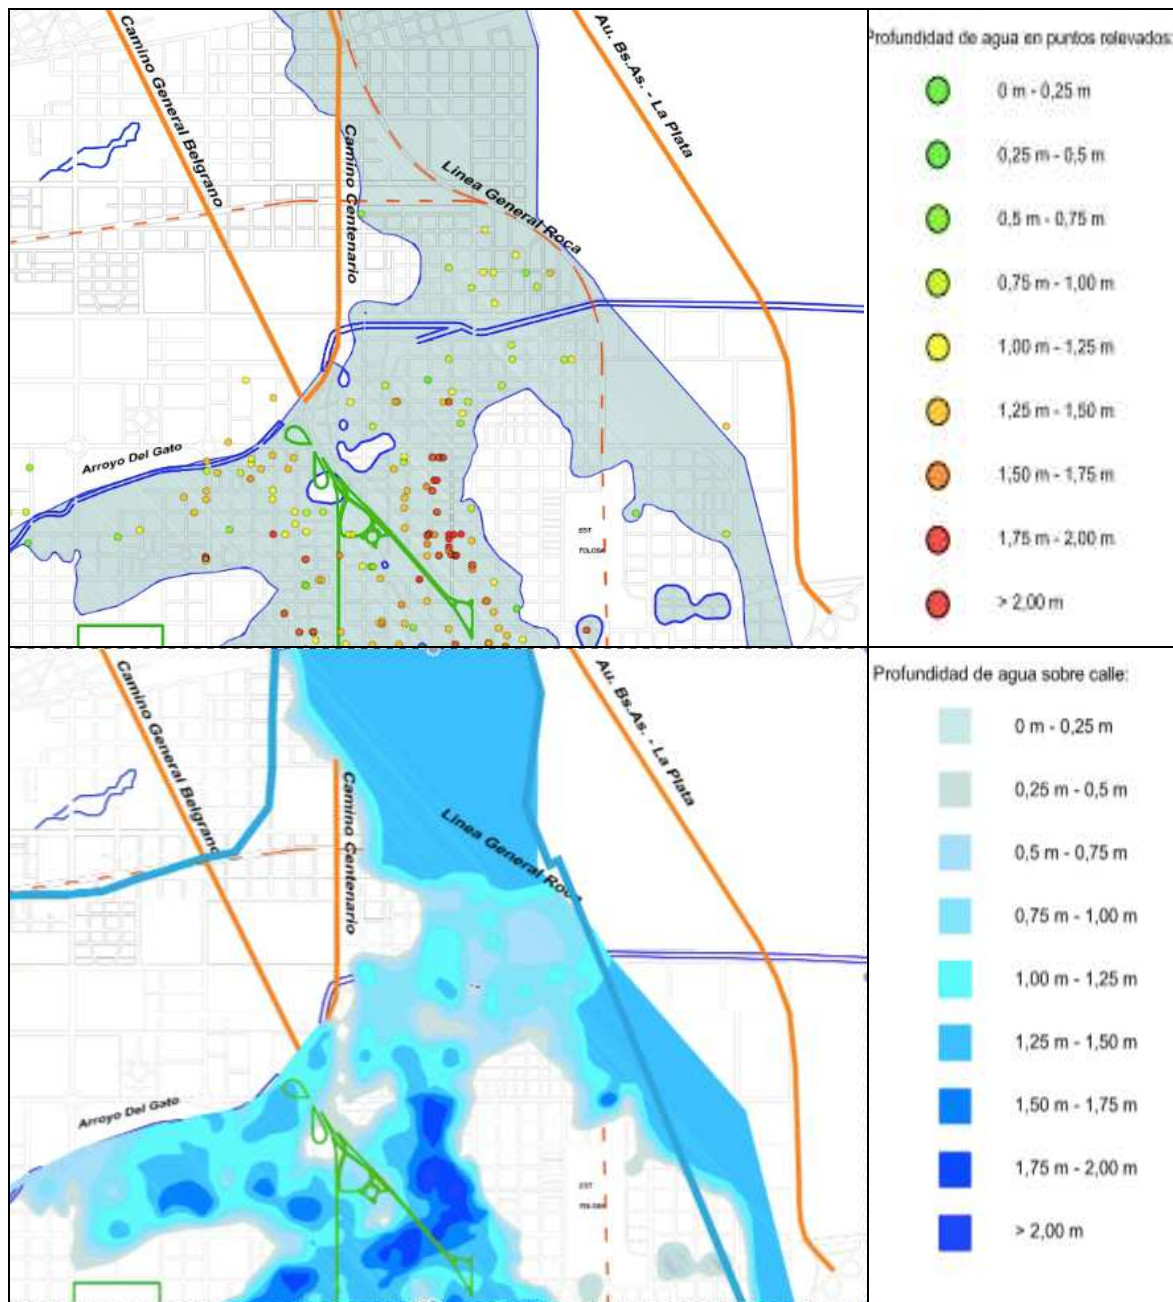 Camino General Belgrano
Camino Centenario
Au. Bs.As. - La Plata
Linea General Roca
Arroyo Del Gato
EST
TOLOSA
Profundidad de agua en puntos relevados:
0 m - 0,25 m
0,25 m - 0,5 m
0,5 m - 0,75 m
0,75 m - 1,00 m
1,00 m - 1,25 m
1,25 m - 1,50 m
1,50 m - 1,75 m
1,75 m - 2,00 m
> 2,00 m
Camino General Belgrano
Camino Centenario
Au. Bs.As. - La Plata
Linea General Roca
Arroyo Del Gato
EST
TOLOSA
Profundidad de agua sobre calle:
0 m - 0,25 m
0,25 m - 0,5 m
0,5 m - 0,75 m
0,75 m - 1,00 m
1,00 m - 1,25 m
1,25 m - 1,50 m
1,50 m - 1,75 m
1,75 m - 2,00 m
> 2,00 m